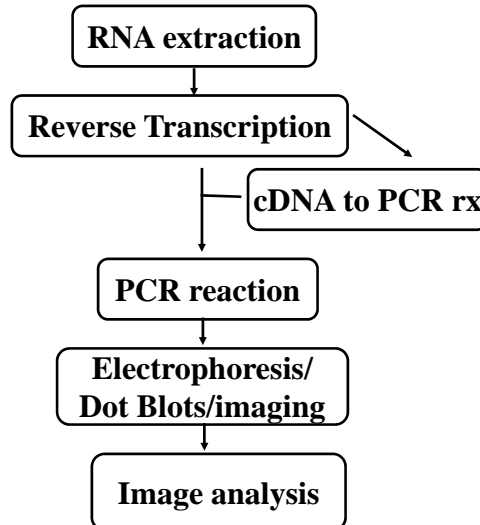 RNA extraction
Reverse Transcription
cDNA to PCR rx
PCR reaction
Electrophoresis/
Dot Blots/imaging
Image analysis